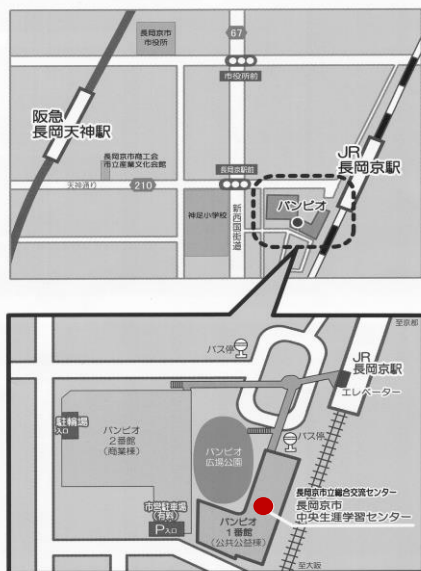 長岡京市
市役所
67
市役所前
阪急
長岡天神駅
JR
長岡京駅
長岡京市商工会
市立産業文化会館
長岡京駅前
天神通り
210
バンビオ
神足小学校
新西国街道
至京都
バス停
JR
長岡京駅
エレベーター
駐輪場
入口
バンビオ
2番館
(商業棟)
バンビオ
広場公園
バス停
市営駐車場
(有料)
P入口
長岡京市立総合交流センター
長岡京市
中央生涯学習センター
バンビオ
1番館
(公共公益棟)
至大阪